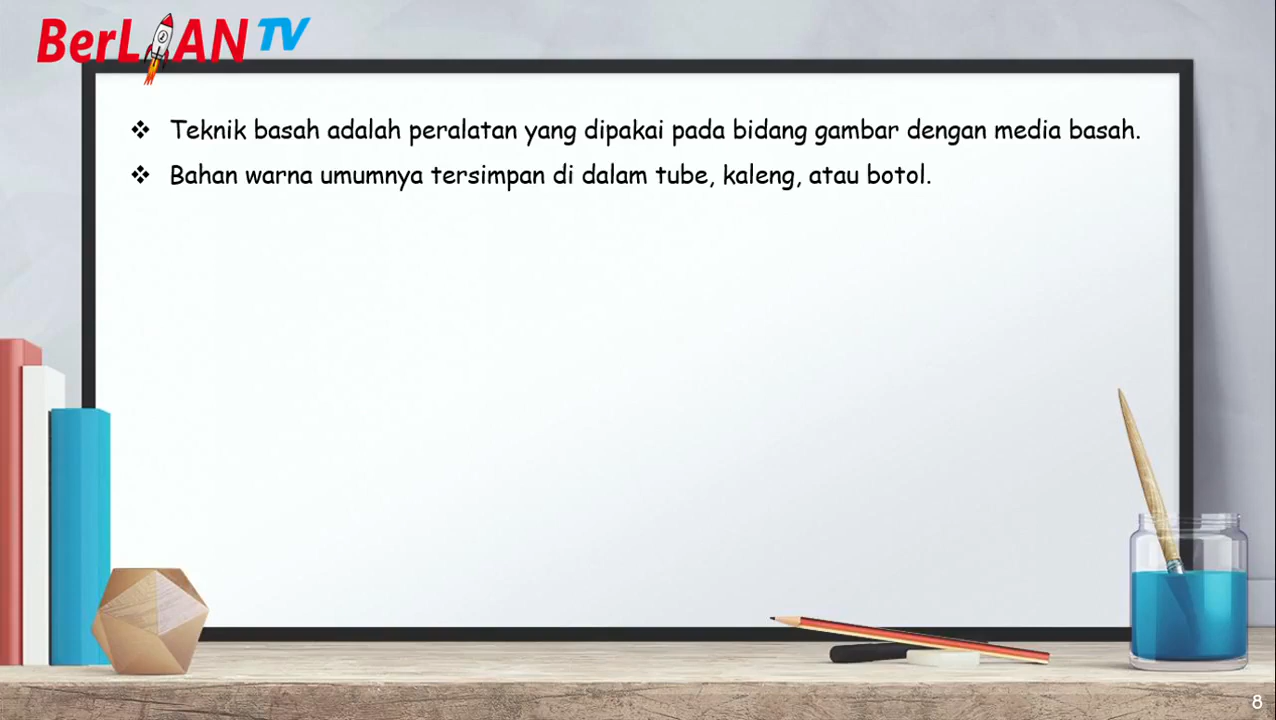 BerLIAN TV
❖ Teknik basah adalah peralatan yang dipakai pada bidang gambar dengan media basah.
❖ Bahan warna umumnya tersimpan di dalam tube, kaleng, atau botol.
8